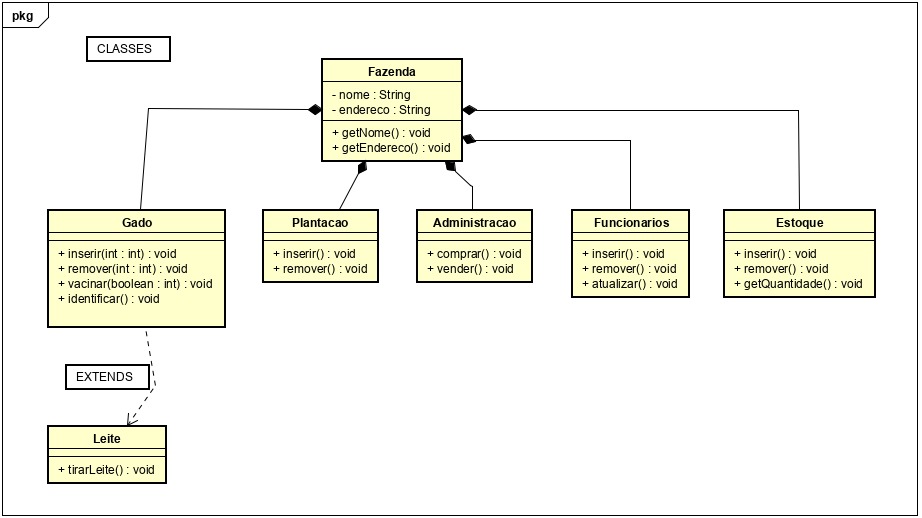 pkg
CLASSES
Fazenda
- nome : String
- endereco : String
+ getNome() : void
+ getEndereco() : void
Gado
+ inserir(int : int) : void
+ remover(int : int) : void
+ vacinar(boolean : int) : void
+ identificar() : void
Plantacao
+ inserir() : void
+ remover() : void
Administracao
+ comprar() : void
+ vender() : void
Funcionarios
+ inserir() : void
+ remover() : void
+ atualizar() : void
Estoque
+ inserir() : void
+ remover() : void
+ getQuantidade() : void
EXTENDS
Leite
+ tirarLeite() : void